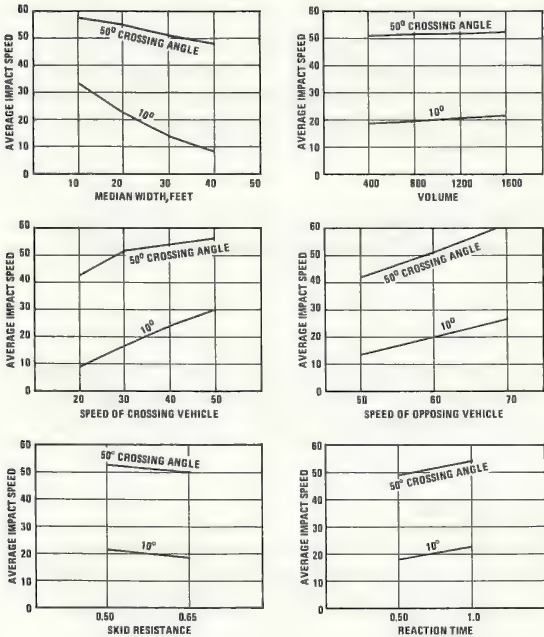 AVERAGE IMPACT SPEED
60
50
40
30
20
10
0
50° CROSSING ANGLE
10°
10 20 30 40 50
MEDIAN WIDTH, FEET
AVERAGE IMPACT SPEED
60
50
40
30
20
10
0
50° CROSSING ANGLE
10°
400 800 1200 1600
VOLUME
AVERAGE IMPACT SPEED
60
50
40
30
20
10
0
50° CROSSING ANGLE
10°
20 30 40 50
SPEED OF CROSSING VEHICLE
AVERAGE IMPACT SPEED
60
50
40
30
20
10
0
50° CROSSING ANGLE
10°
50 60 70
SPEED OF OPPOSING VEHICLE
AVERAGE IMPACT SPEED
60
50
40
30
20
10
0
50° CROSSING ANGLE
10°
0.50 0.65
SKID RESISTANCE
AVERAGE IMPACT SPEED
60
50
40
30
20
10
0
50° CROSSING ANGLE
10°
0.50 1.0
REACTION TIME